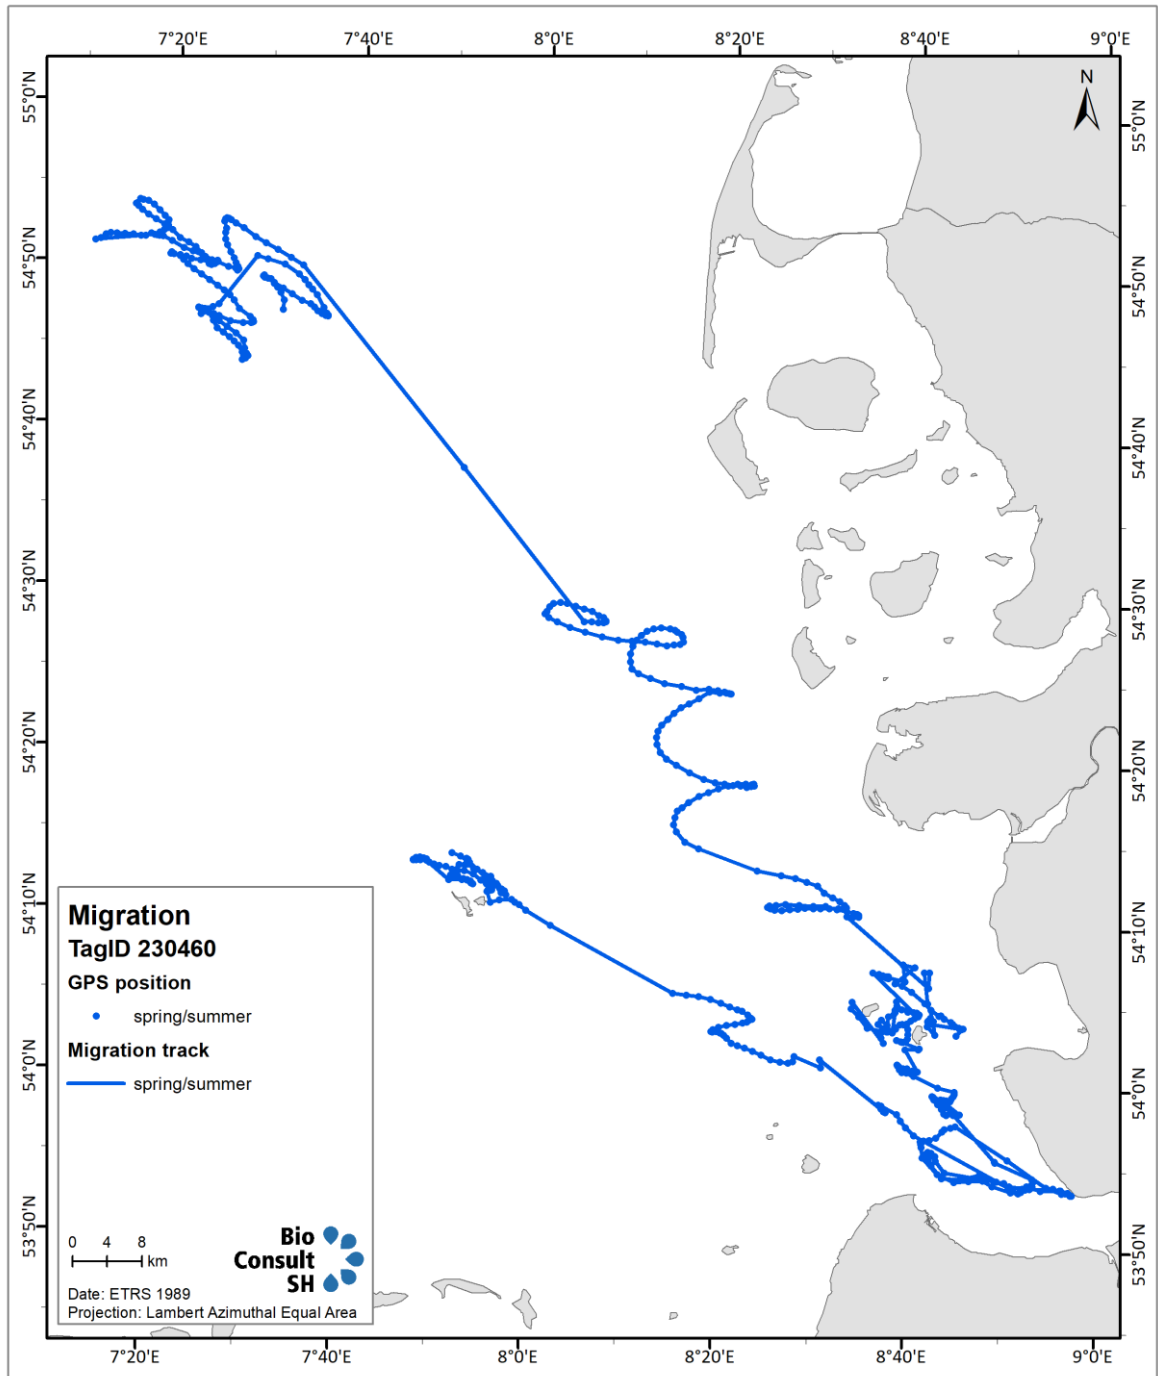 7°20'E 7°40'E 8°0'E 8°20'E 8°40'E 9°0'E
N
55°0'N
54°50'N
54°40'N
54°30'N
54°20'N
54°10'N
54°0'N
53°50'N
55°0'N
54°50'N
54°40'N
54°30'N
54°20'N
54°10'N
54°0'N
53°50'N
Migration
TagID 230460
GPS position
spring/summer
Migration track
spring/summer
0 4 8
km
Bio
Consult
SH
Date: ETRS 1989
Projection: Lambert Azimuthal Equal Area
7°20'E 7°40'E 8°0'E 8°20'E 8°40'E 9°0'E